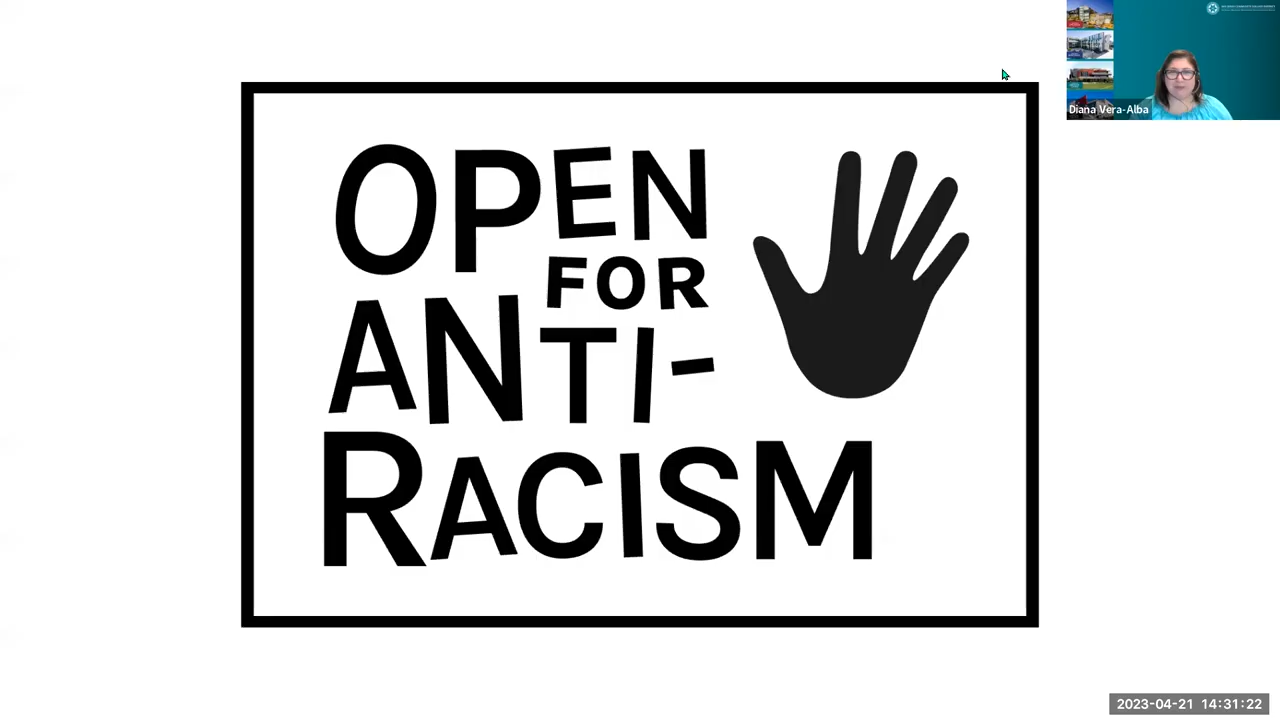 OPEN
FOR
ANTI-
RACISM
Diana Vera-Alba
2023-04-21 14:31:22